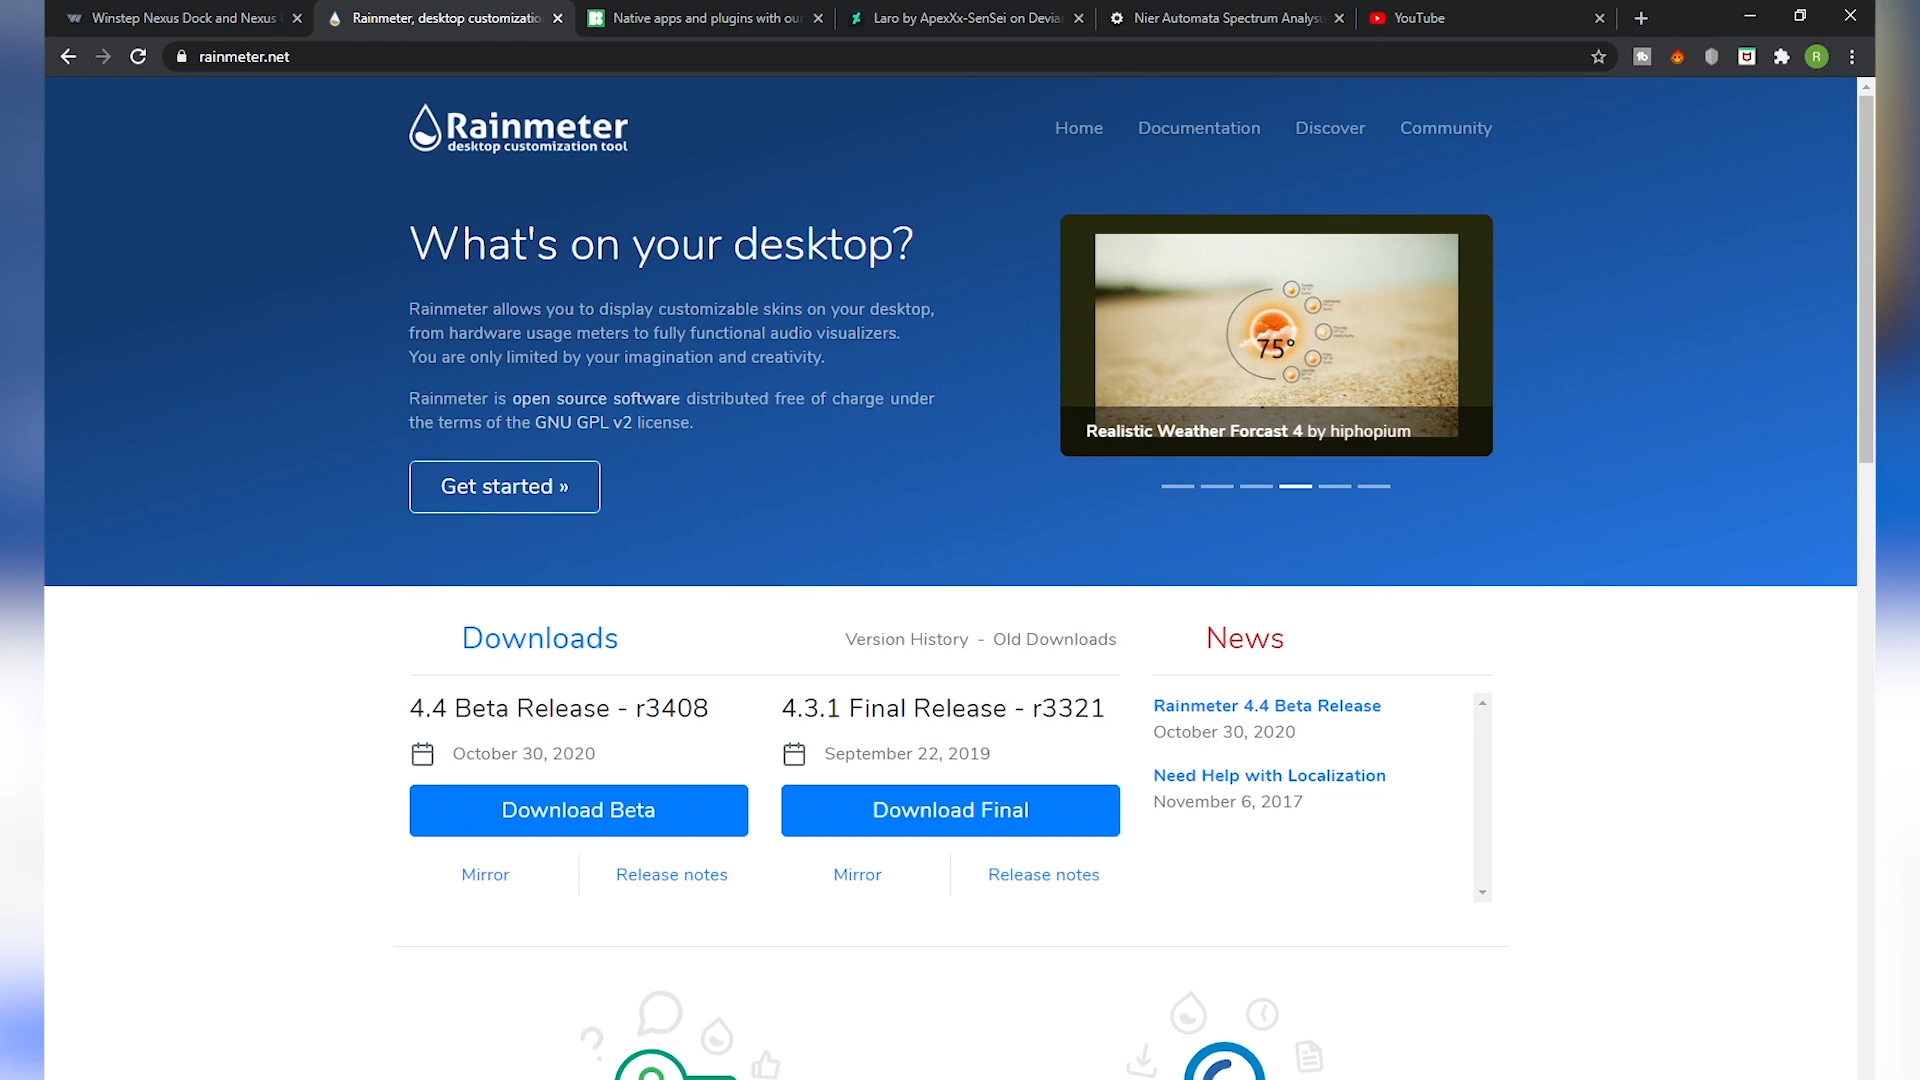 Winstep Nexus Dock and Nexus
Rainmeter, desktop customizatio
Native apps and plugins with our
Laro by ApexXx-SenSei on Devia
Nier Automata Spectrum Analysu
YouTube
rainmeter.net
R
Rainmeter
desktop customization tool
Home
Documentation
Discover
Community
What's on your desktop?
Rainmeter allows you to display customizable skins on your desktop,
from hardware usage meters to fully functional audio visualizers.
You are only limited by your imagination and creativity.
Rainmeter is open source software distributed free of charge under
the terms of the GNU GPL v2 license.
Get started »
75°
Realistic Weather Forcast 4 by hiphopium
Downloads
Version History - Old Downloads
News
4.4 Beta Release - r3408
October 30, 2020
Download Beta
Mirror
Release notes
4.3.1 Final Release - r3321
September 22, 2019
Download Final
Mirror
Release notes
Rainmeter 4.4 Beta Release
October 30, 2020
Need Help with Localization
November 6, 2017